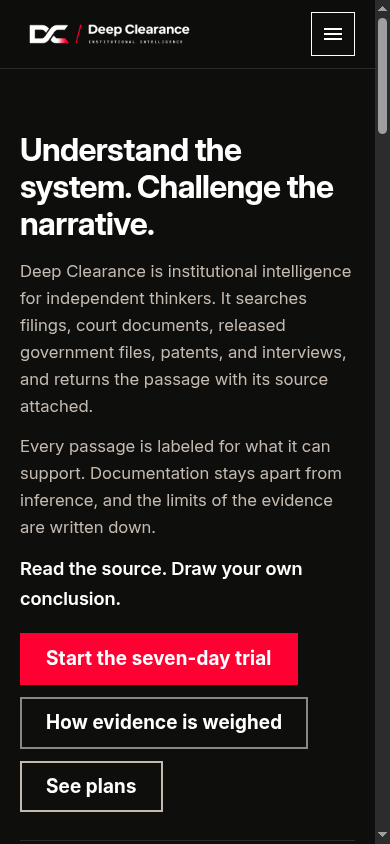 DC / Deep Clearance
INSTITUTIONAL INTELLIGENCE
Understand the
system. Challenge the
narrative.
Deep Clearance is institutional intelligence
for independent thinkers. It searches
filings, court documents, released
government files, patents, and interviews,
and returns the passage with its source
attached.
Every passage is labeled for what it can
support. Documentation stays apart from
inference, and the limits of the evidence
are written down.
Read the source. Draw your own
conclusion.
Start the seven-day trial
How evidence is weighed
See plans